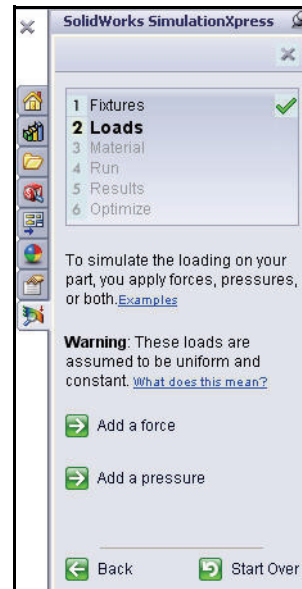 SolidWorks SimulationXpress
1 Fixtures
2 Loads
3 Material
4 Run
5 Results
6 Optimize
To simulate the loading on your
part, you apply forces, pressures,
or both. Examples
Warning: These loads are
assumed to be uniform and
constant. What does this mean?
Add a force
Add a pressure
Back Start Over